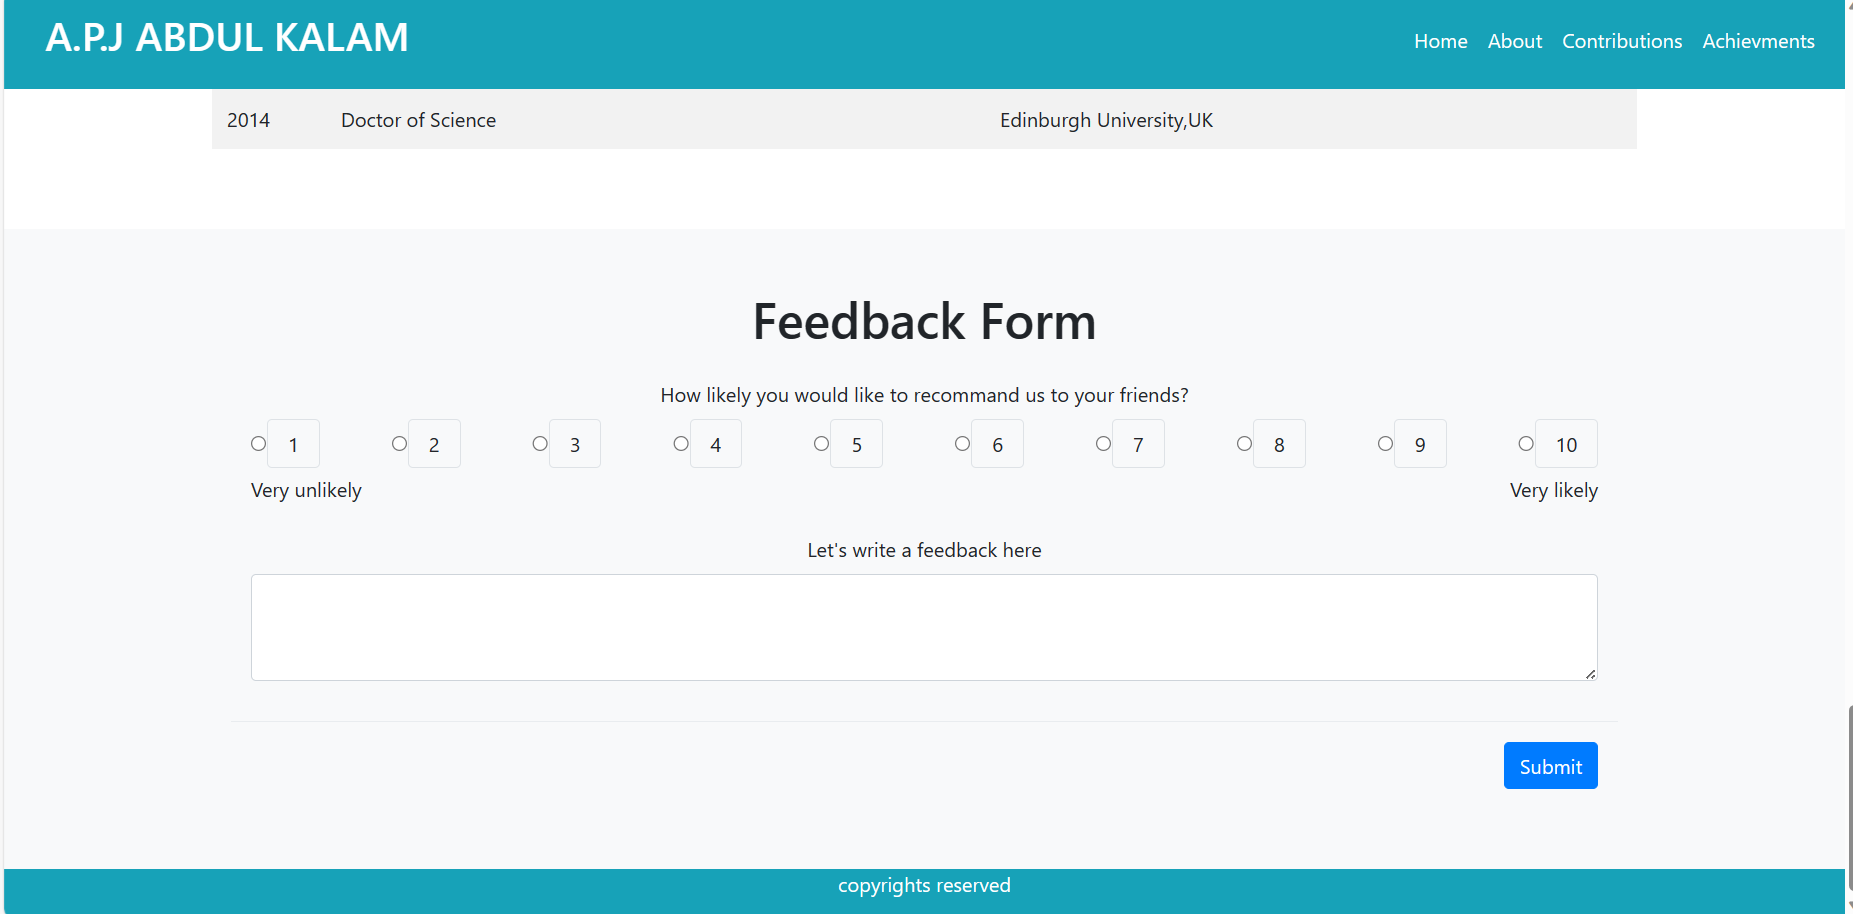 A.P.J ABDUL KALAM
Home About Contributions Achievments
2014 Doctor of Science Edinburgh University,UK
Feedback Form
How likely you would like to recommand us to your friends?
1 2 3 4 5 6 7 8 9 10
Very unlikely Very likely
Let's write a feedback here
Submit
copyrights reserved